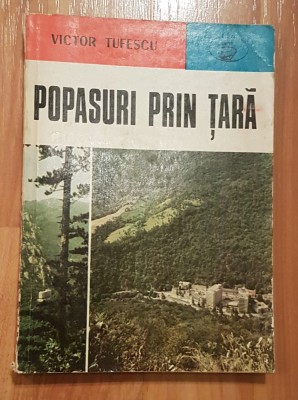 VICTOR TUFESCU
POPASURI PRIN ȚARĂ